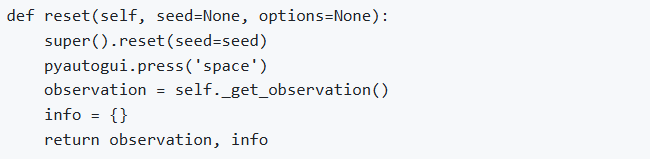 def reset(self, seed=None, options=None):
    super().reset(seed=seed)
    pyautogui.press('space')
    observation = self._get_observation()
    info = {}
    return observation, info